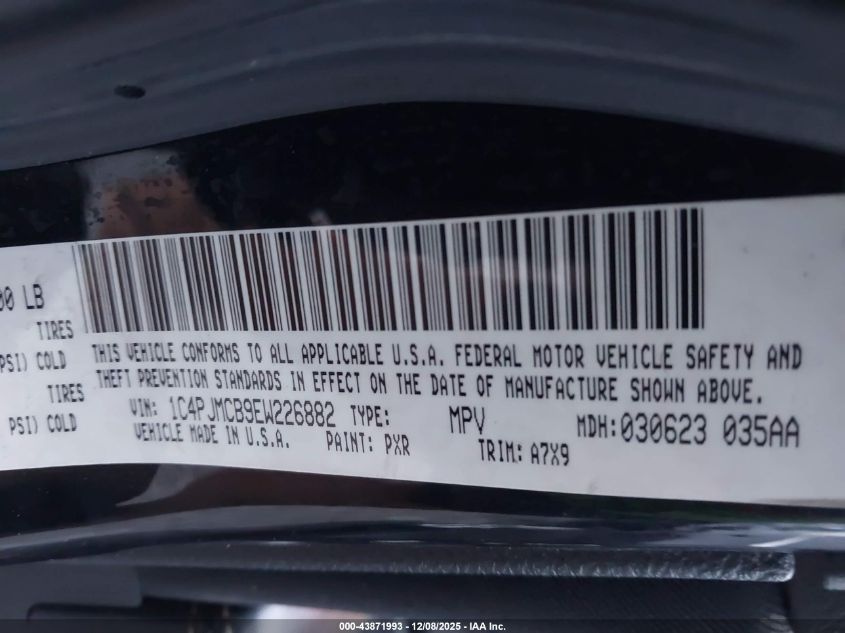 00 LB
TIRES
PSI) COLD
TIRES
PSI) COLD
THIS VEHICLE CONFORMS TO ALL APPLICABLE U.S.A. FEDERAL MOTOR VEHICLE SAFETY AND
THEFT PREVENTION STANDARDS IN EFFECT ON THE DATE OF MANUFACTURE SHOWN ABOVE.
VIN: 1C4PJMCB9EW226882 TYPE: MPV MDH: 030623 035AA
VEHICLE MADE IN U.S.A. PAINT: PXR TRIM: A7X9
000-43871993 - 12/08/2025 - IAA Inc.